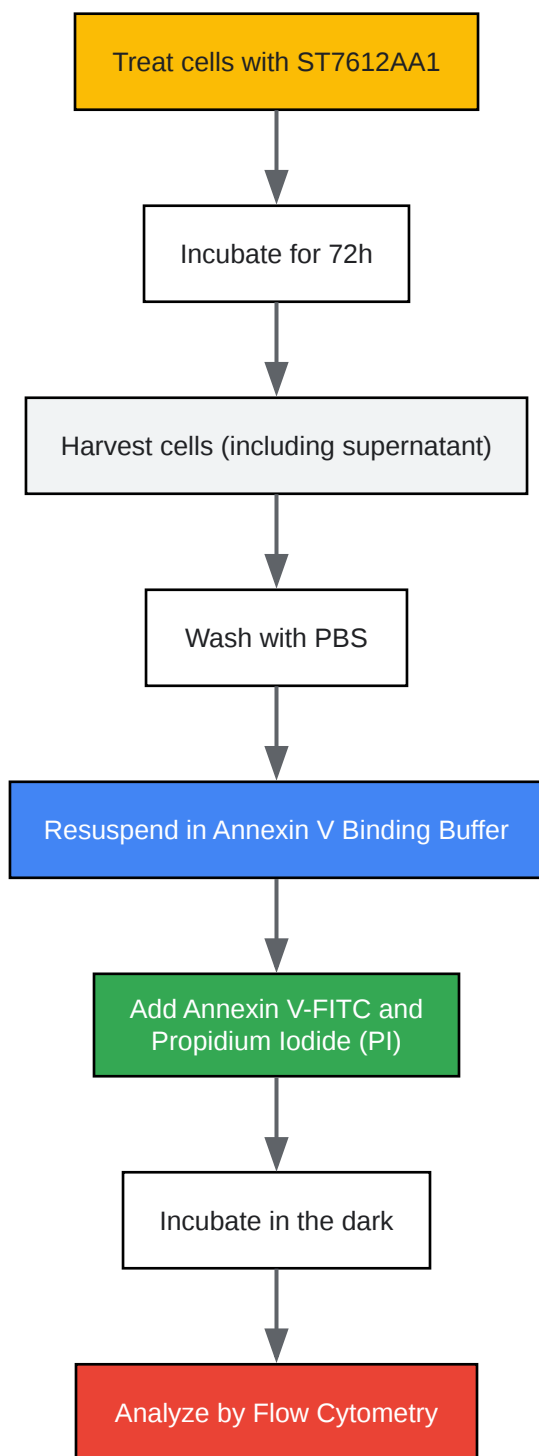 Treat cells with ST7612AA1
Incubate for 72h
Harvest cells (including supernatant)
Wash with PBS
Resuspend in Annexin V Binding Buffer
Add Annexin V-FITC and
Propidium Iodide (PI)
Incubate in the dark
Analyze by Flow Cytometry